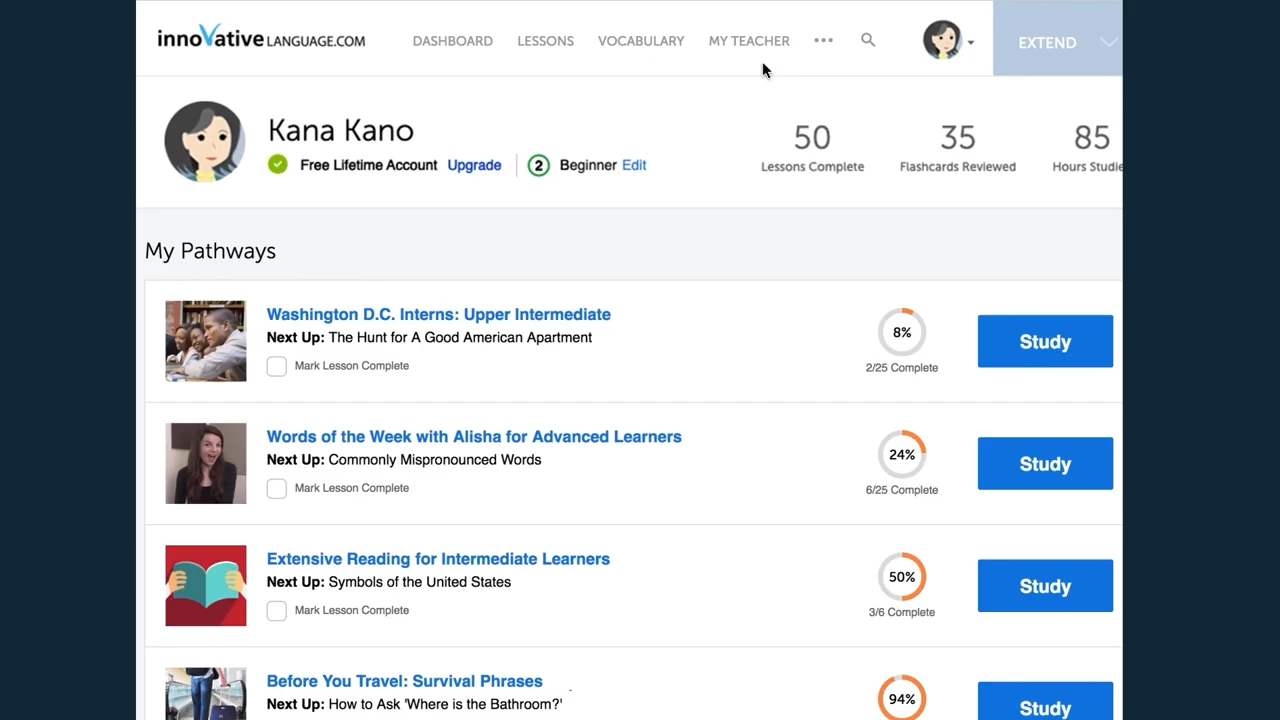 innoVative LANGUAGE.COM DASHBOARD LESSONS VOCABULARY MY TEACHER ••• EXTEND
Kana Kano
Free Lifetime Account Upgrade 2 Beginner Edit
50 35 85
Lessons Complete Flashcards Reviewed Hours Studie
My Pathways
Washington D.C. Interns: Upper Intermediate
Next Up: The Hunt for A Good American Apartment
Mark Lesson Complete
8%
2/25 Complete
Study
Words of the Week with Alisha for Advanced Learners
Next Up: Commonly Mispronounced Words
Mark Lesson Complete
24%
6/25 Complete
Study
Extensive Reading for Intermediate Learners
Next Up: Symbols of the United States
Mark Lesson Complete
50%
3/6 Complete
Study
Before You Travel: Survival Phrases
Next Up: How to Ask 'Where is the Bathroom?'
94%
Study